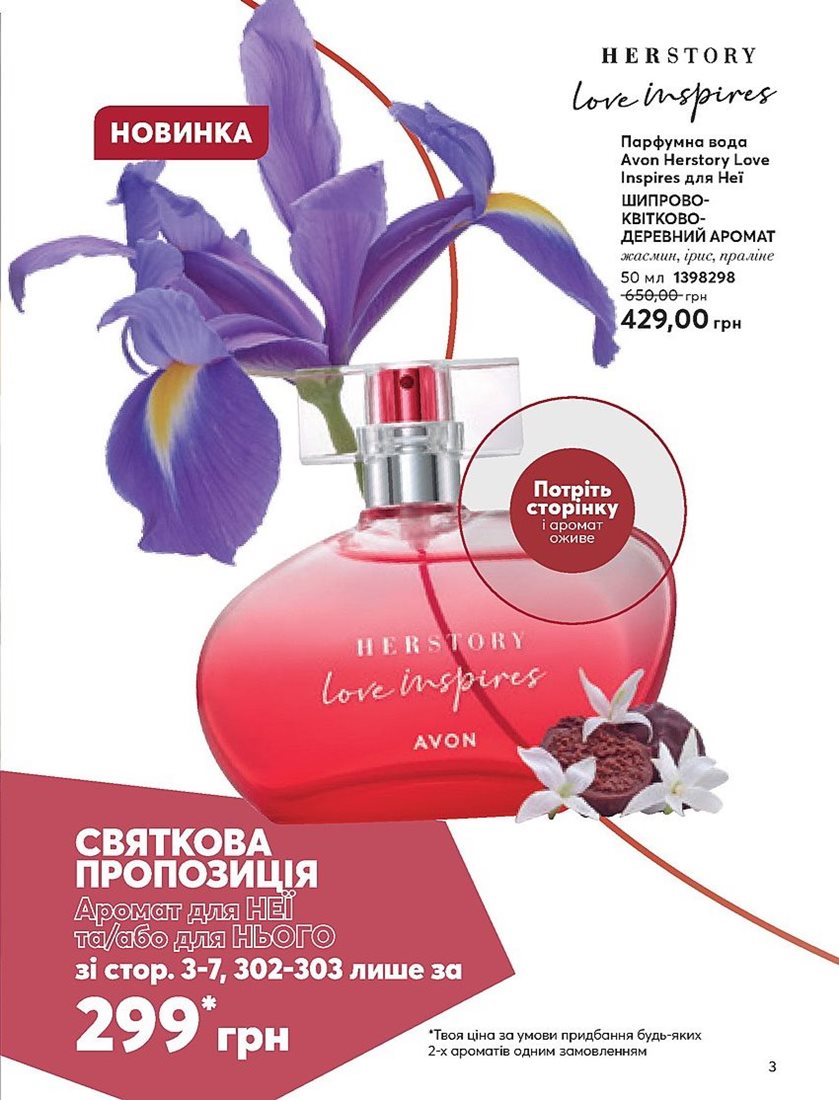 HERSTORY
love inspires
НОВИНКА
Парфумна вода
Avon Herstory Love
Inspires для Неї
ШИПРОВО-
КВІТКОВО-
ДЕРЕВНИЙ АРОМАТ
жасмин, ірис, праліне
50 мл 1398298
650,00 грн
429,00 грн
Потріть
сторінку
і аромат
оживе
HERSTORY
love inspires
AVON
СВЯТКОВА
ПРОПОЗИЦІЯ
Аромат для НЕЇ
та/або для НЬОГО
зі стор. 3-7, 302-303 лише за
299* грн
*Твоя ціна за умови придбання будь-яких
2-х ароматів одним замовленням
3